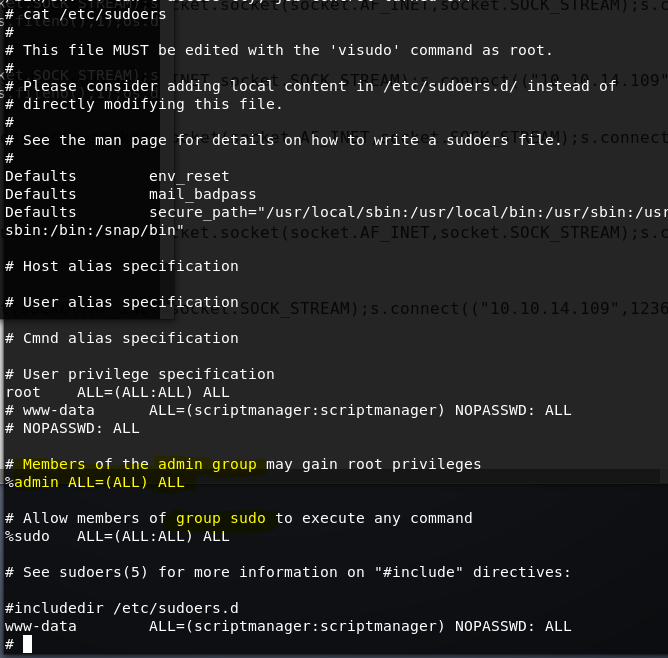 # cat /etc/sudoers
#
# This file MUST be edited with the 'visudo' command as root.
#
# Please consider adding local content in /etc/sudoers.d/ instead of
# directly modifying this file.
#
# See the man page for details on how to write a sudoers file.
#
Defaults        env_reset
Defaults        mail_badpass
Defaults        secure_path="/usr/local/sbin:/usr/local/bin:/usr/sbin:/usr
sbin:/bin:/snap/bin"
# Host alias specification
# User alias specification
# Cmnd alias specification
# User privilege specification
root    ALL=(ALL:ALL) ALL
# www-data      ALL=(scriptmanager:scriptmanager) NOPASSWD: ALL
# NOPASSWD: ALL
# Members of the admin group may gain root privileges
%admin ALL=(ALL) ALL
# Allow members of group sudo to execute any command
%sudo   ALL=(ALL:ALL) ALL
# See sudoers(5) for more information on "#include" directives:
#includedir /etc/sudoers.d
www-data        ALL=(scriptmanager:scriptmanager) NOPASSWD: ALL
#